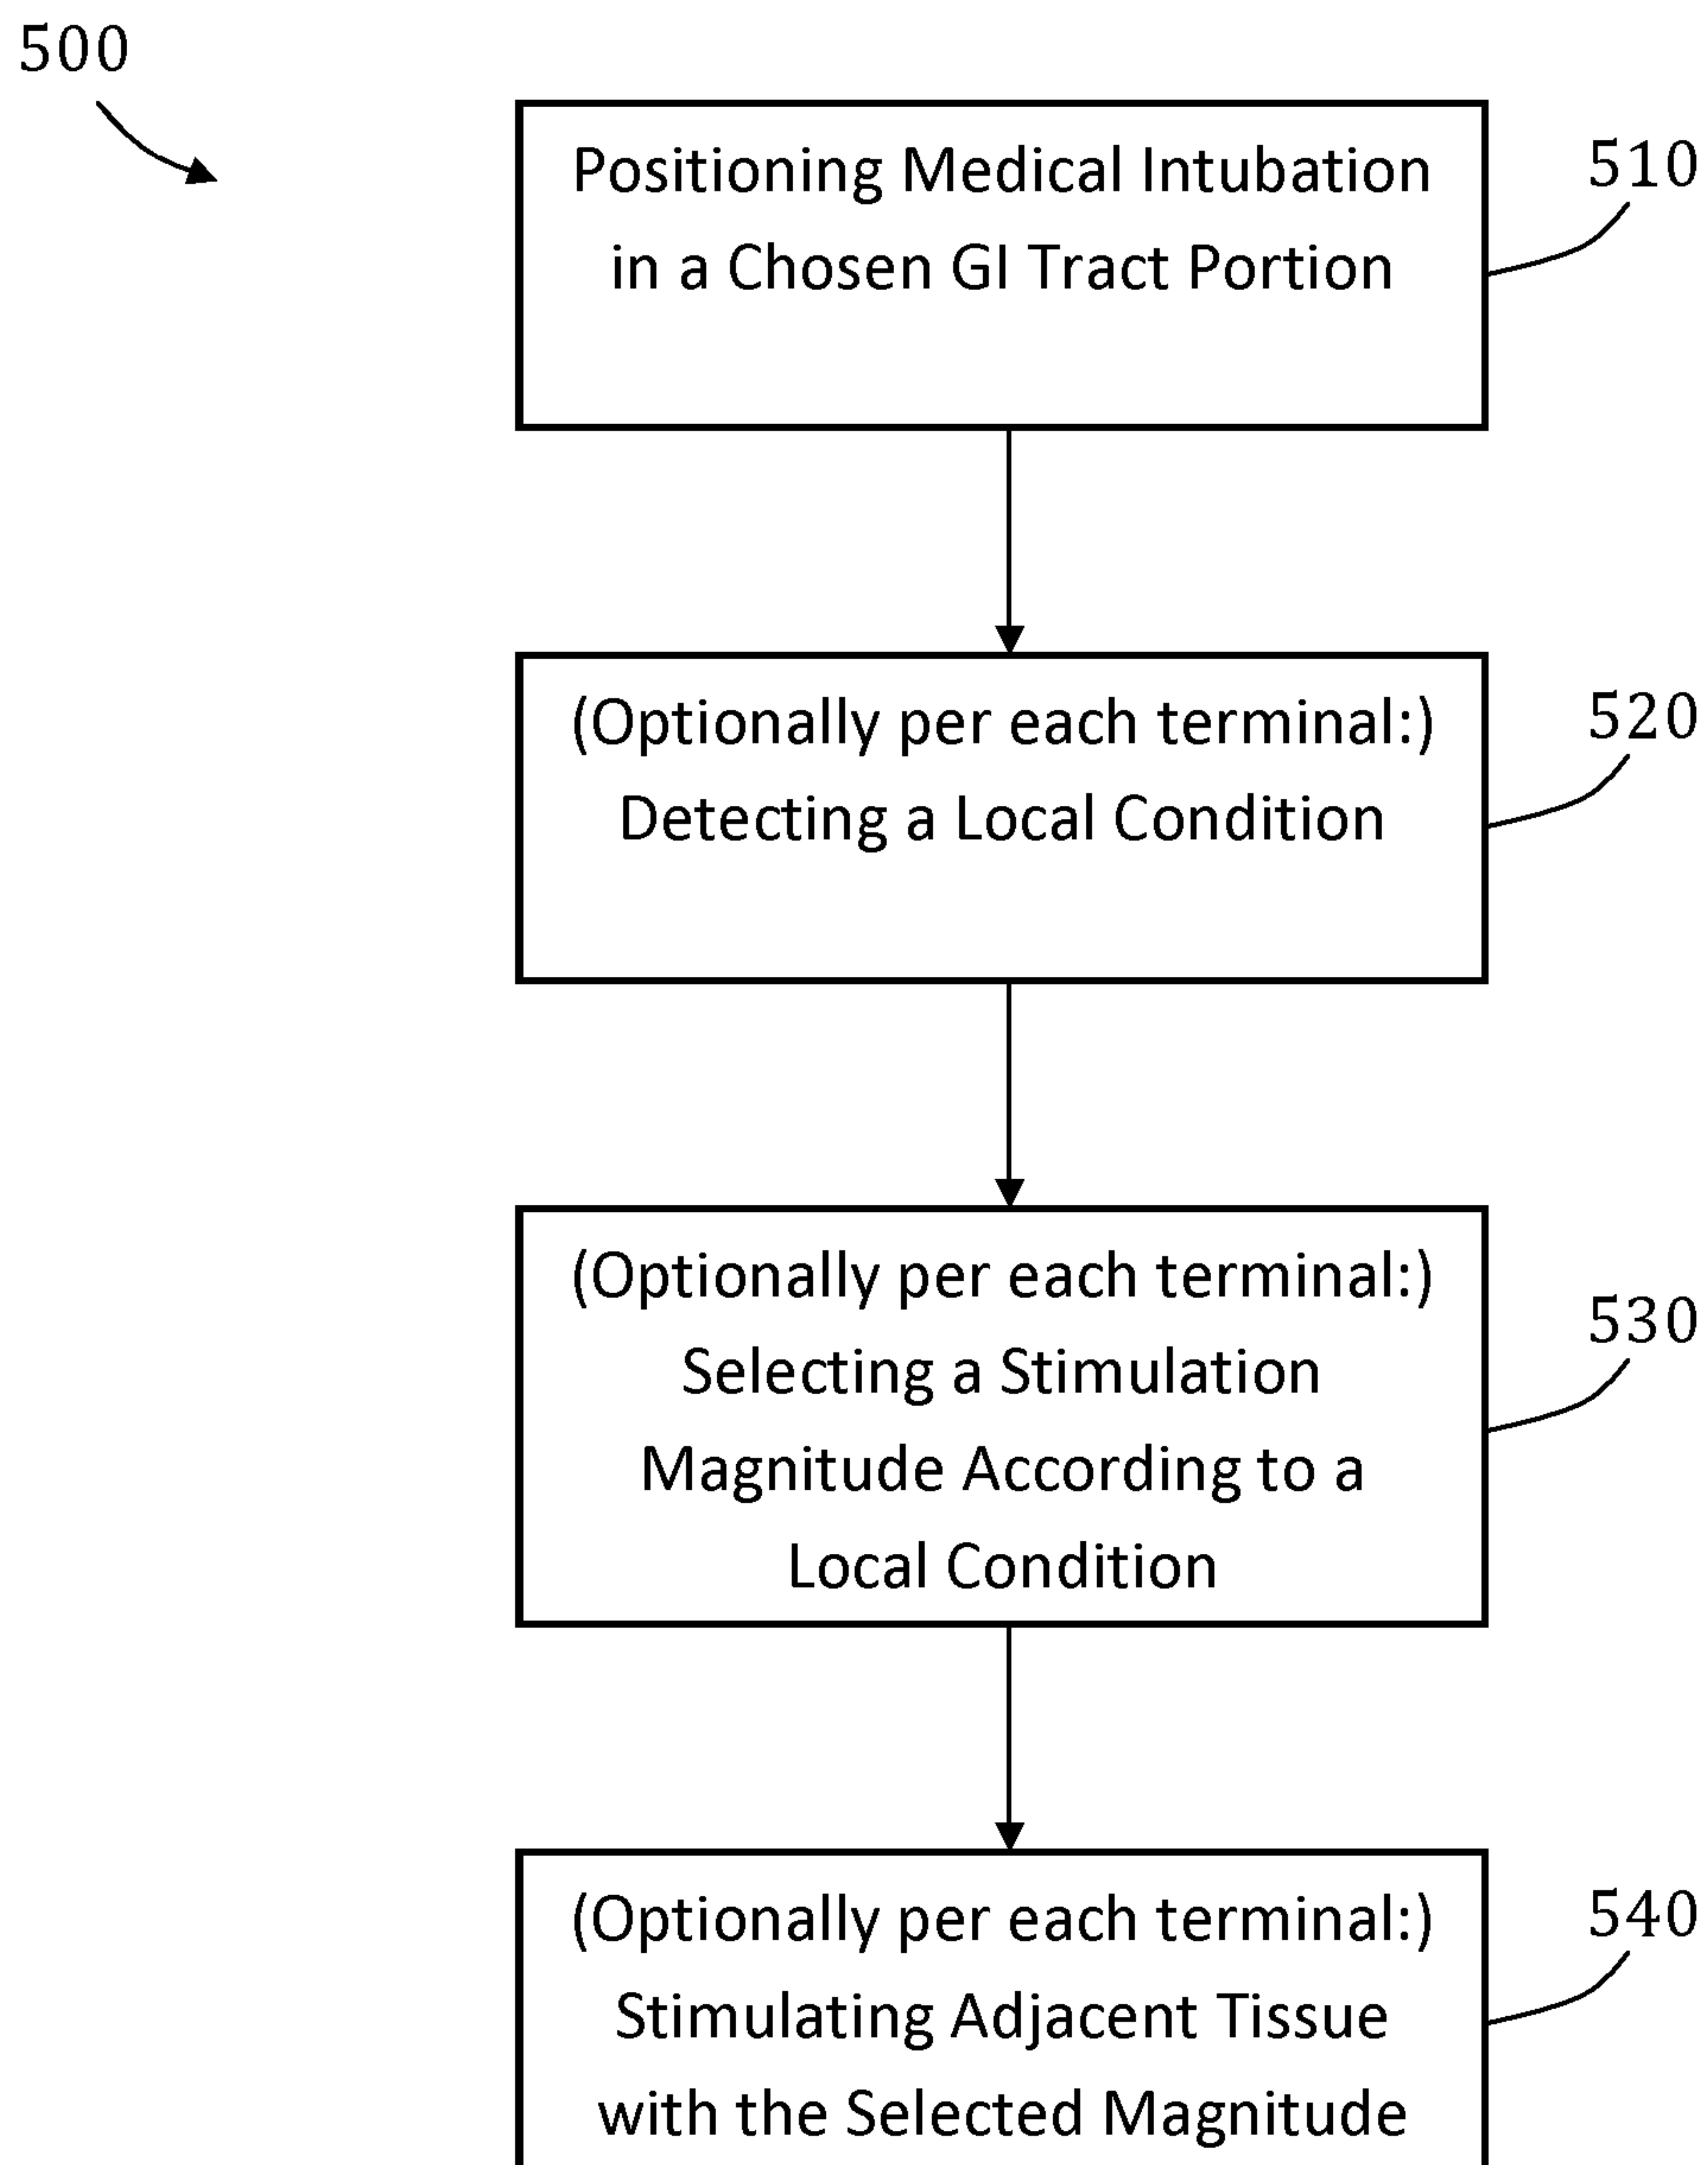 500
Positioning Medical Intubation
in a Chosen GI Tract Portion
510
(Optionally per each terminal:)
Detecting a Local Condition
520
(Optionally per each terminal:)
Selecting a Stimulation
Magnitude According to a
Local Condition
530
(Optionally per each terminal:)
Stimulating Adjacent Tissue
with the Selected Magnitude
540